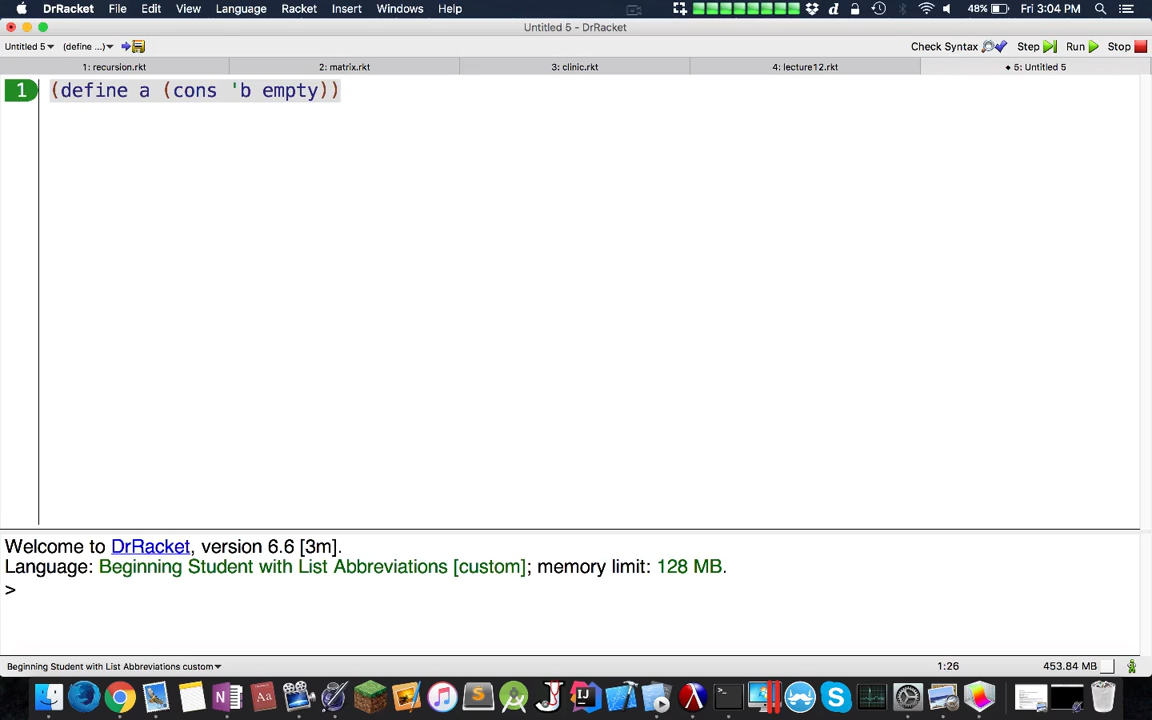 DrRacket File Edit View Language Racket Insert Windows Help 48% Fri 3:04 PM
Untitled 5 - DrRacket
Untitled 5 (define ...) Check Syntax Step Run Stop
1: recursion.rkt 2: matrix.rkt 3: clinic.rkt 4: lecture12.rkt 5: Untitled 5
1 (define a (cons 'b empty))
Welcome to DrRacket, version 6.6 [3m].
Language: Beginning Student with List Abbreviations [custom]; memory limit: 128 MB.
>
Beginning Student with List Abbreviations custom 1:26 453.84 MB